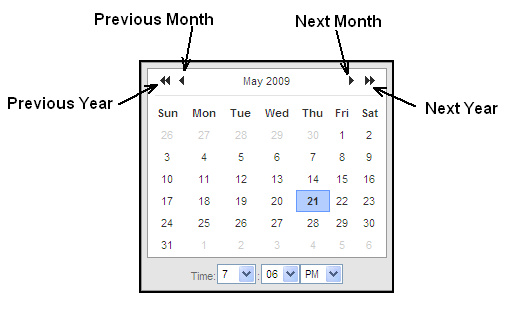 Previous Month
Next Month
Previous Year
Next Year
May 2009
Sun Mon Tue Wed Thu Fri Sat
26 27 28 29 30 1 2
3 4 5 6 7 8 9
10 11 12 13 14 15 16
17 18 19 20 21 22 23
24 25 26 27 28 29 30
31 1 2 3 4 5 6
Time: 7 : 06 PM